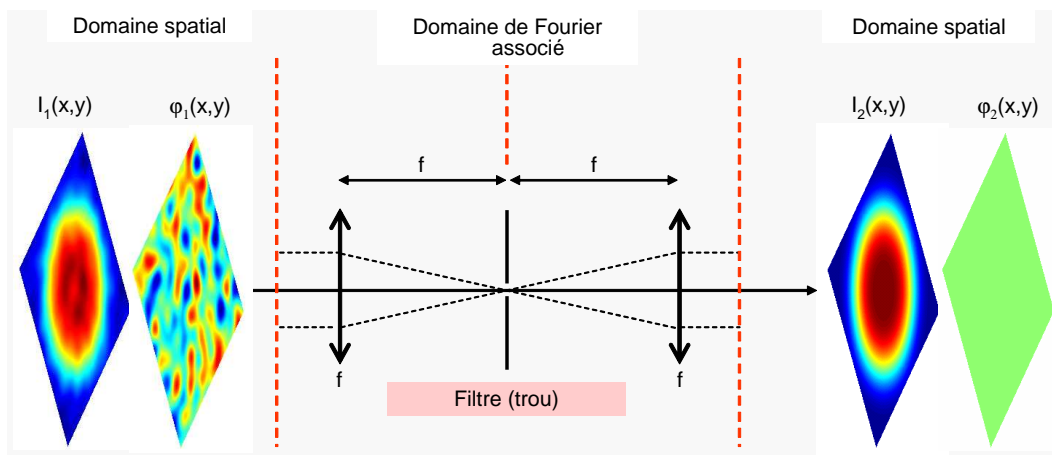 Domaine spatial
Domaine de Fourier
associé
Domaine spatial
I₁(x,y)
φ₁(x,y)
I₂(x,y)
φ₂(x,y)
f
f
f
f
Filtre (trou)